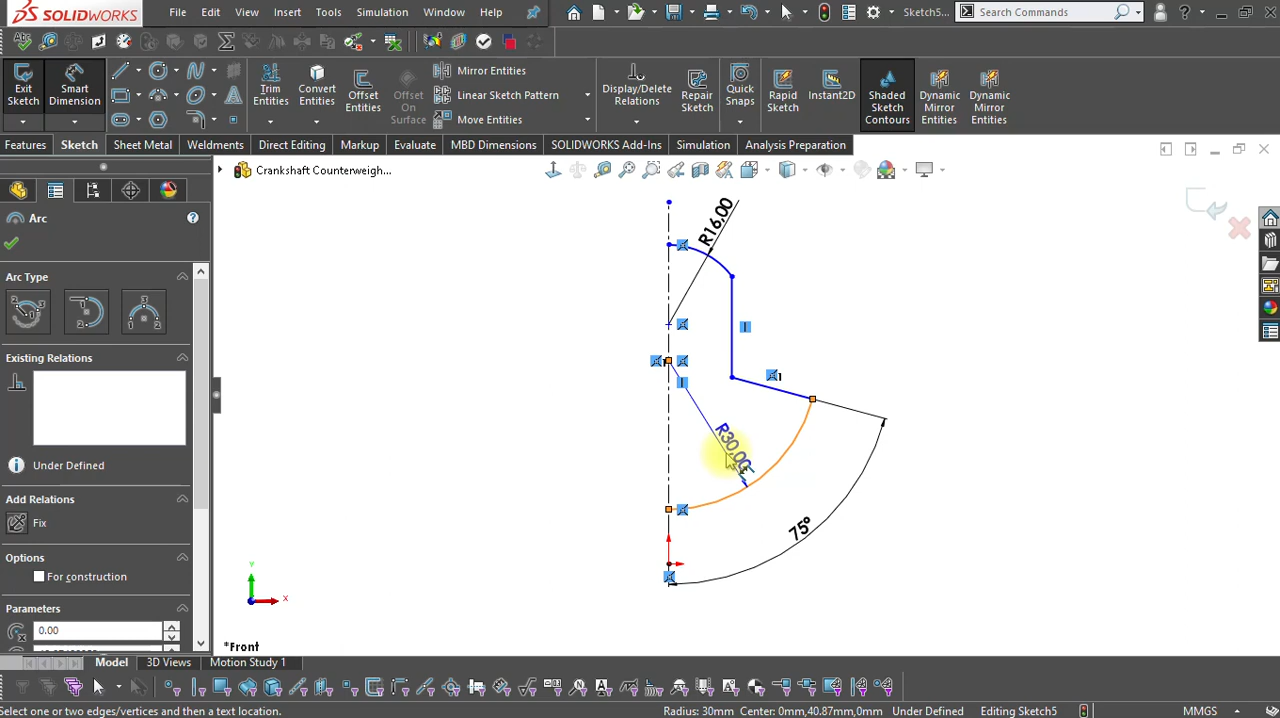 SOLIDWORKS
File Edit View Insert Tools Simulation Window Help
Sketch5... Search Commands
Exit Sketch
Smart Dimension
Trim Entities
Convert Entities
Offset Entities
Offset On Surface
Mirror Entities
Linear Sketch Pattern
Move Entities
Display/Delete Relations
Repair Sketch
Quick Snaps
Rapid Sketch
Instant2D
Shaded Sketch Contours
Dynamic Mirror Entities
Dynamic Mirror Entities
Features Sketch Sheet Metal Weldments Direct Editing Markup Evaluate MBD Dimensions SOLIDWORKS Add-Ins Simulation Analysis Preparation
Crankshaft Counterweigh...
Arc
Arc Type
Existing Relations
Under Defined
Add Relations
Fix
Options
For construction
Parameters
0.00
R16,00
R30,00
75°
Y
X
*Front
Model 3D Views Motion Study 1
Select one or two edges/vertices and then a text location.
Radius: 30mm Center: 0mm,40.87mm,0mm Under Defined Editing Sketch5 MMGS